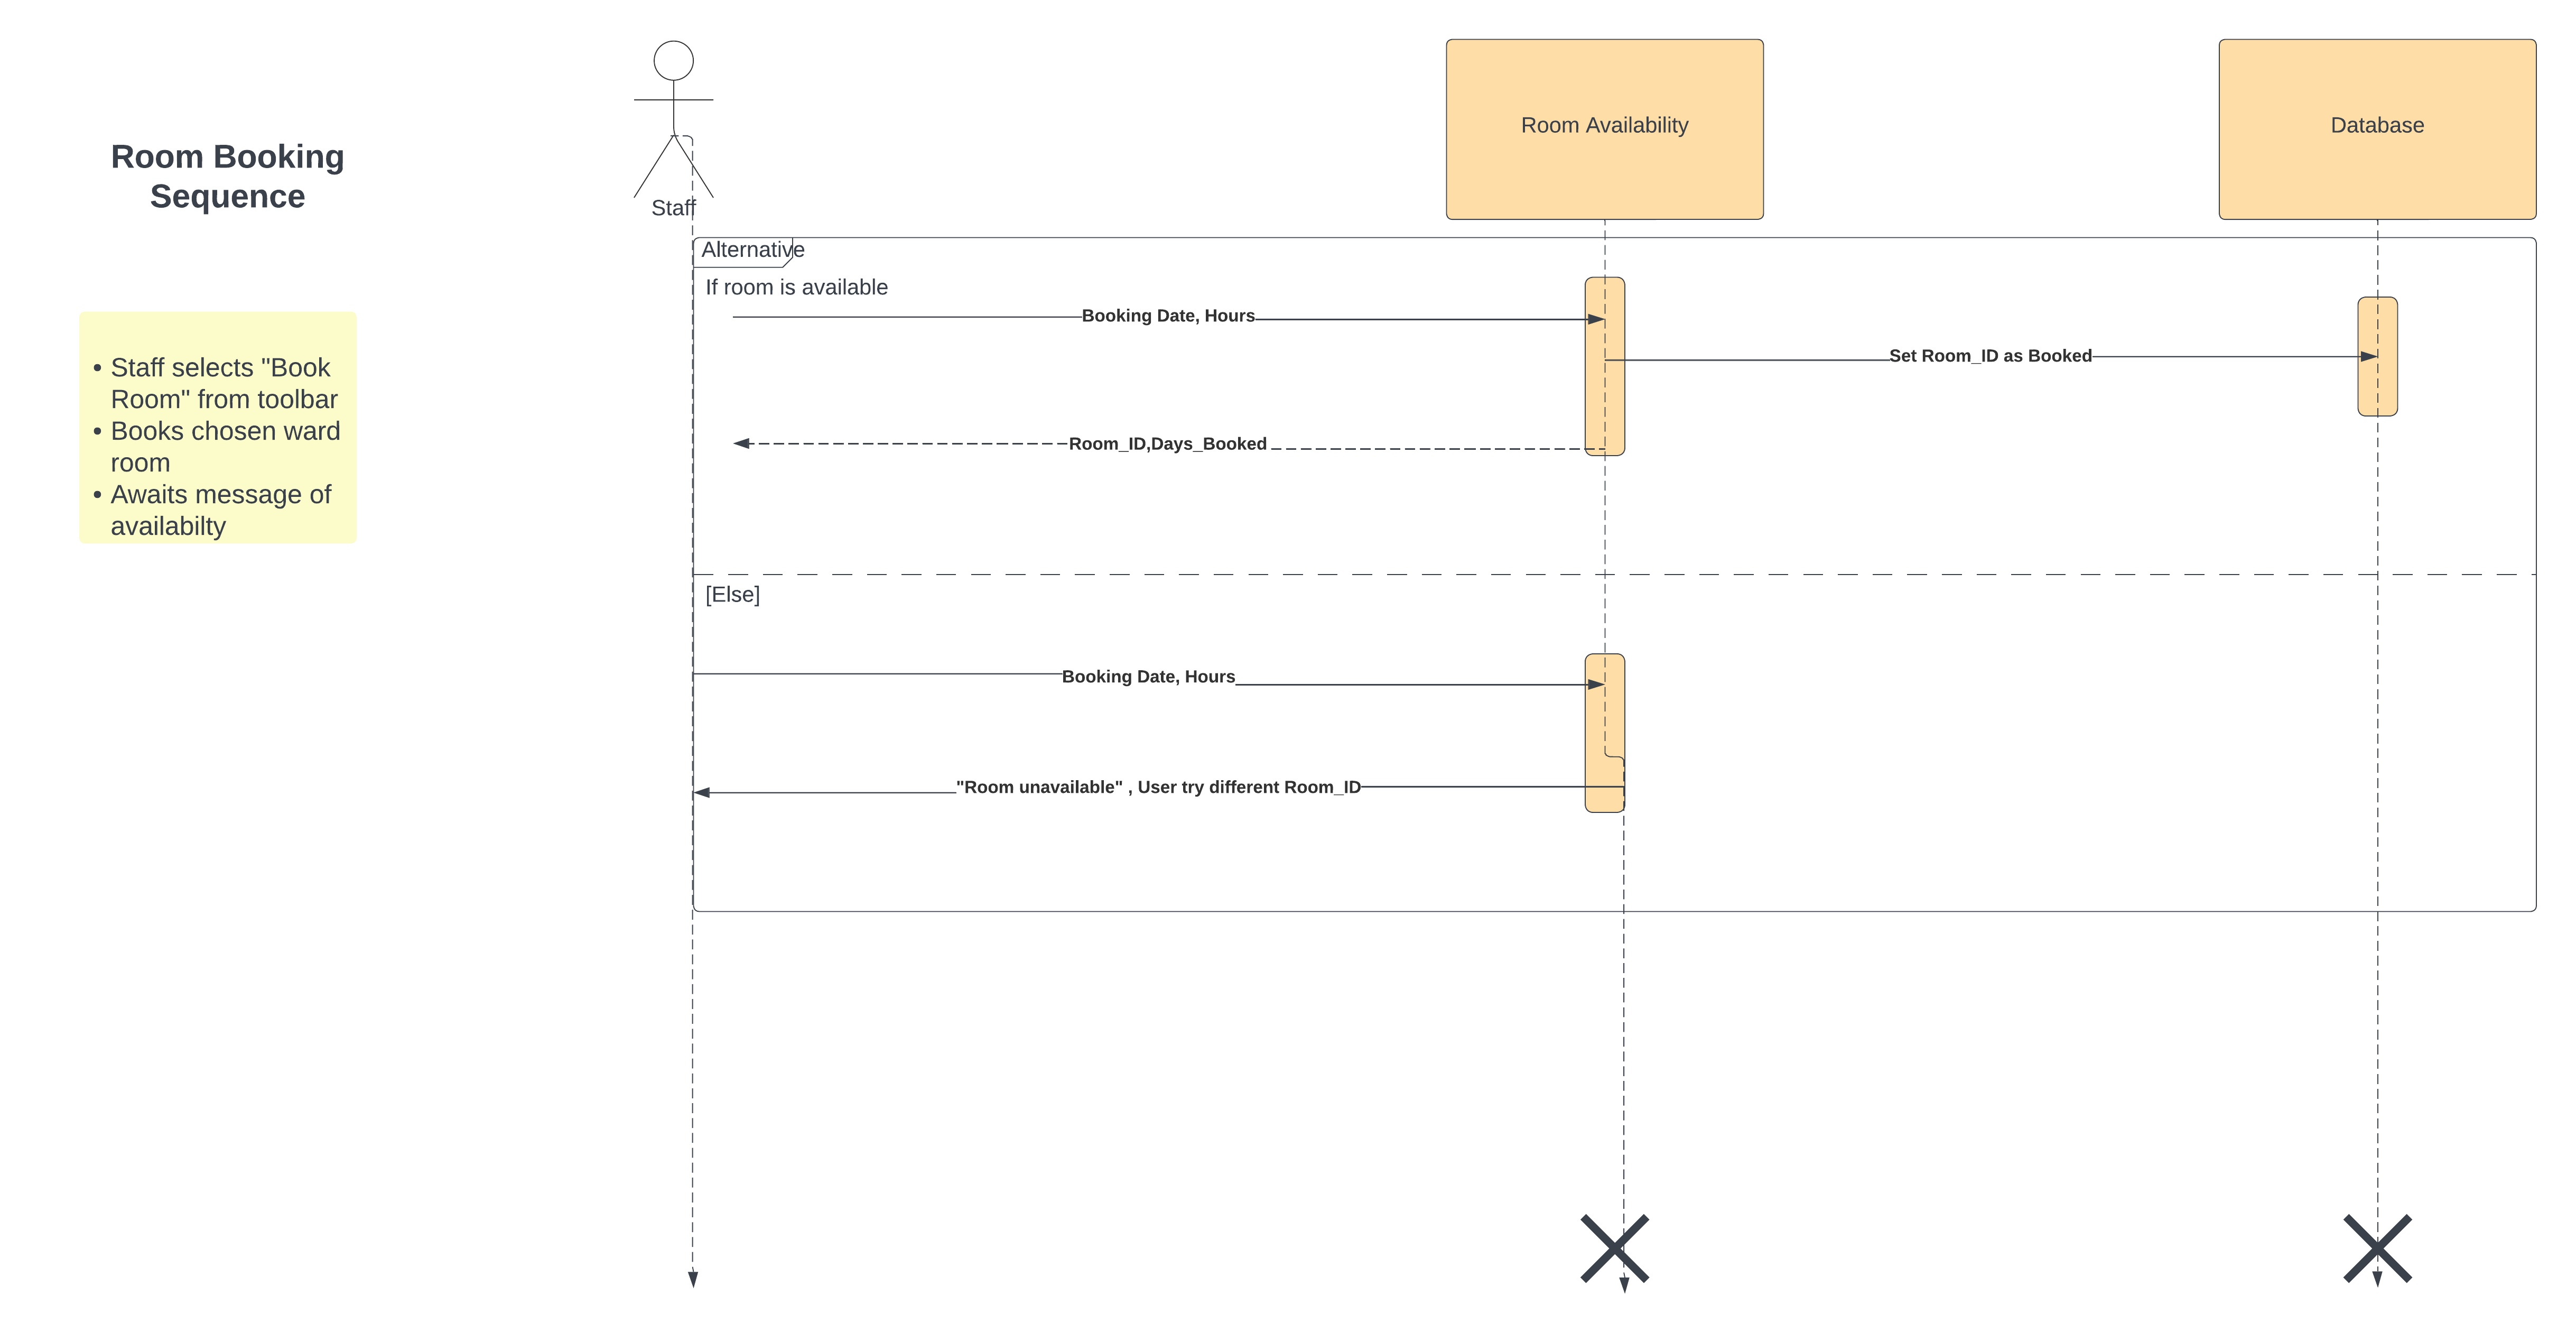 Room Booking
Sequence
Staff
Room Availability
Database
Alternative
If room is available
Booking Date, Hours
Set Room_ID as Booked
Room_ID,Days_Booked
• Staff selects "Book
Room" from toolbar
• Books chosen ward
room
• Awaits message of
availabilty
[Else]
Booking Date, Hours
"Room unavailable" , User try different Room_ID